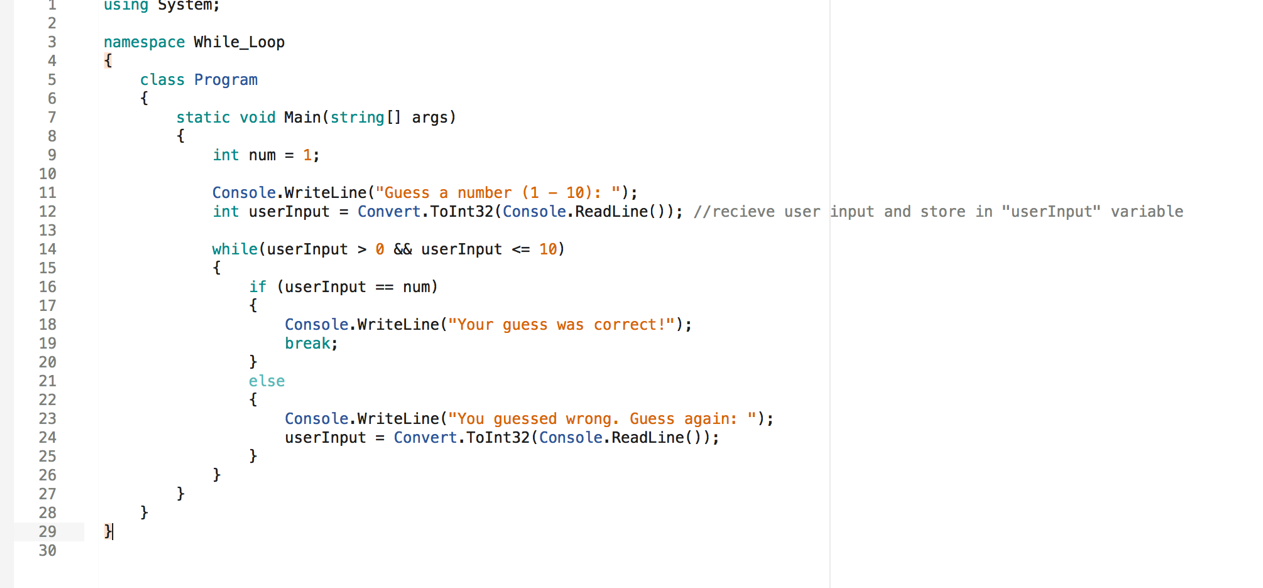 1 using System;
2
3 namespace While_Loop
4 {
5 class Program
6 {
7 static void Main(string[] args)
8 {
9 int num = 1;
10
11 Console.WriteLine("Guess a number (1 – 10): ");
12 int userInput = Convert.ToInt32(Console.ReadLine()); //recieve user input and store in "userInput" variable
13
14 while(userInput > 0 && userInput <= 10)
15 {
16 if (userInput == num)
17 {
18 Console.WriteLine("Your guess was correct!");
19 break;
20 }
21 else
22 {
23 Console.WriteLine("You guessed wrong. Guess again: ");
24 userInput = Convert.ToInt32(Console.ReadLine());
25 }
26 }
27 }
28 }
29 }
30